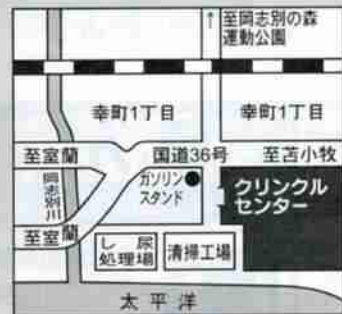 ↑
至岡志別の森
運動公園
幸町1丁目
幸町1丁目
至室蘭
国道36号
至苫小牧
岡志別川
ガソリン
スタンド
クリンクル
センター
至室蘭
し尿
処理場
清掃工場
太平洋